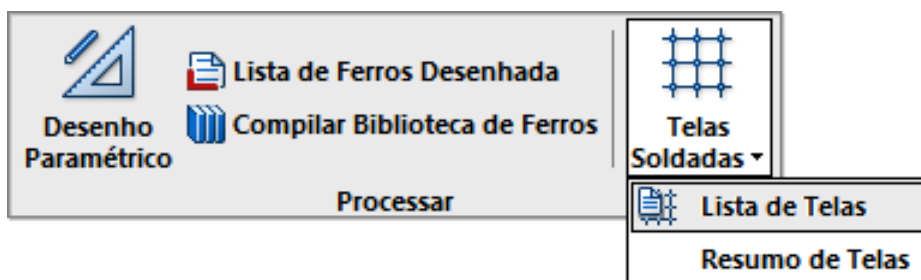 Desenho
Paramétrico
Lista de Ferros Desenhada
Compilar Biblioteca de Ferros
Telas
Soldadas
Processar
Lista de Telas
Resumo de Telas